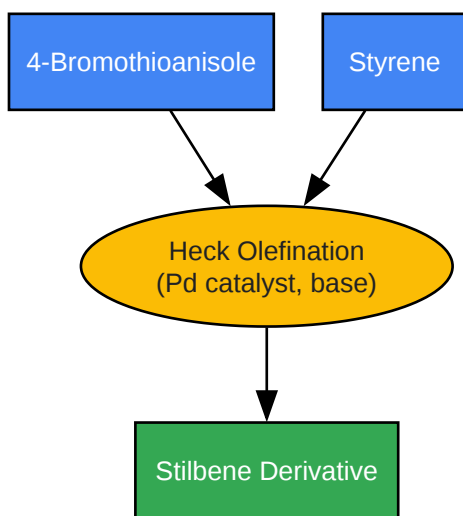 4-Bromothioanisole
Styrene
Heck Olefination
(Pd catalyst, base)
Stilbene Derivative